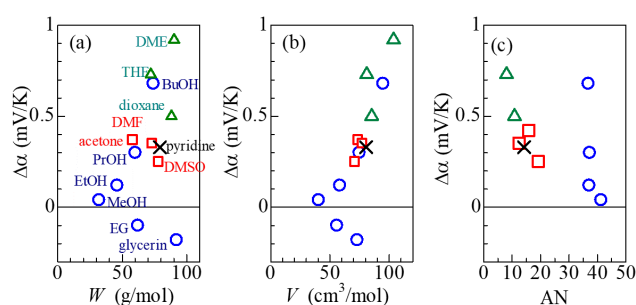 1
0.5
0
Δα (mV/K)
(a)
DME
THF
BuOH
dioxane
DMF
acetone
pyridine
PrOH
DMSO
EtOH
MeOH
EG
glycerin
0 50 100
W (g/mol)
1
0.5
0
Δα (mV/K)
(b)
0 50 100
V (cm³/mol)
1
0.5
0
Δα (mV/K)
(c)
0 10 20 30 40 50
AN